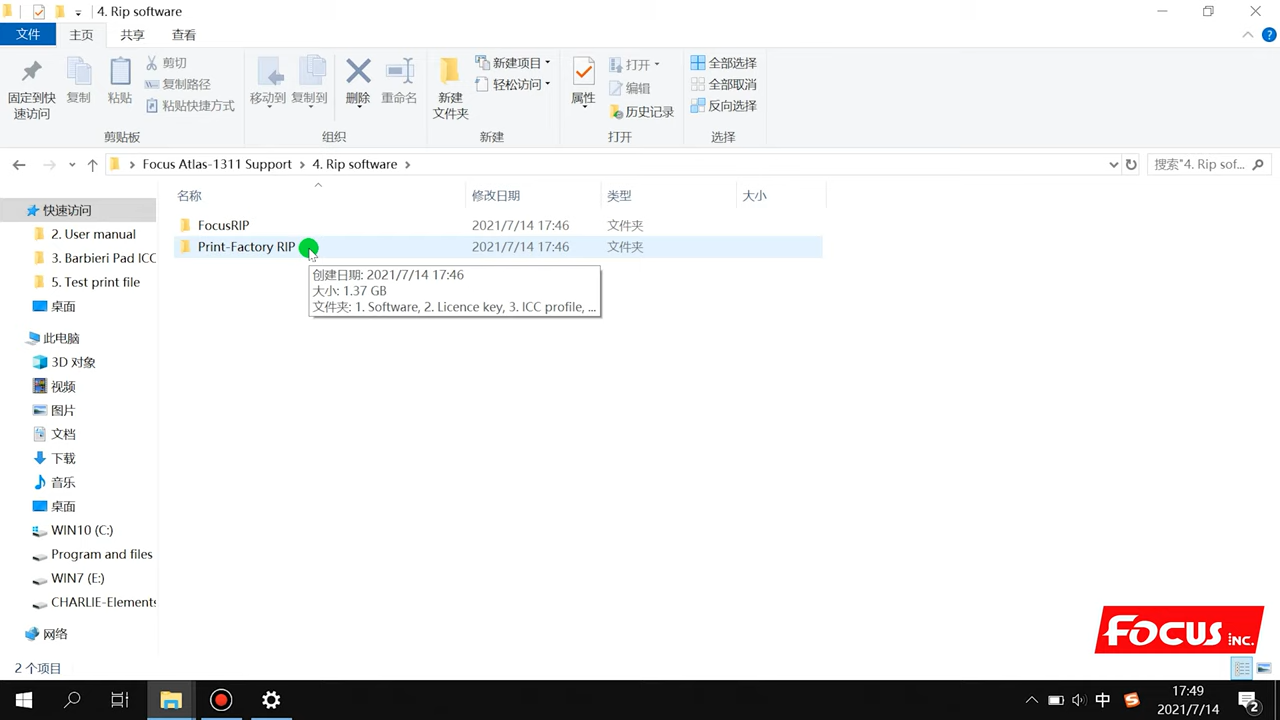 4. Rip software
文件 主页 共享 查看
固定到快
速访问
复制
粘贴
剪切
复制路径
粘贴快捷方式
剪贴板
移动到 复制到 删除 重命名
组织
新建
文件夹
新建项目
轻松访问
新建
属性
打开
编辑
历史记录
打开
全部选择
全部取消
反向选择
选择
Focus Atlas-1311 Support 4. Rip software
搜索"4. Rip sof...
名称 修改日期 类型 大小
FocusRIP 2021/7/14 17:46 文件夹
Print-Factory RIP 2021/7/14 17:46 文件夹
创建日期: 2021/7/14 17:46
大小: 1.37 GB
文件夹: 1. Software, 2. Licence key, 3. ICC profile, ...
快速访问
2. User manual
3. Barbieri Pad ICC
5. Test print file
桌面
此电脑
3D 对象
视频
图片
文档
下载
音乐
桌面
WIN10 (C:)
Program and files
WIN7 (E:)
CHARLIE-Elements
网络
2 个项目
FOCUS INC.
中
17:49
2021/7/14
2